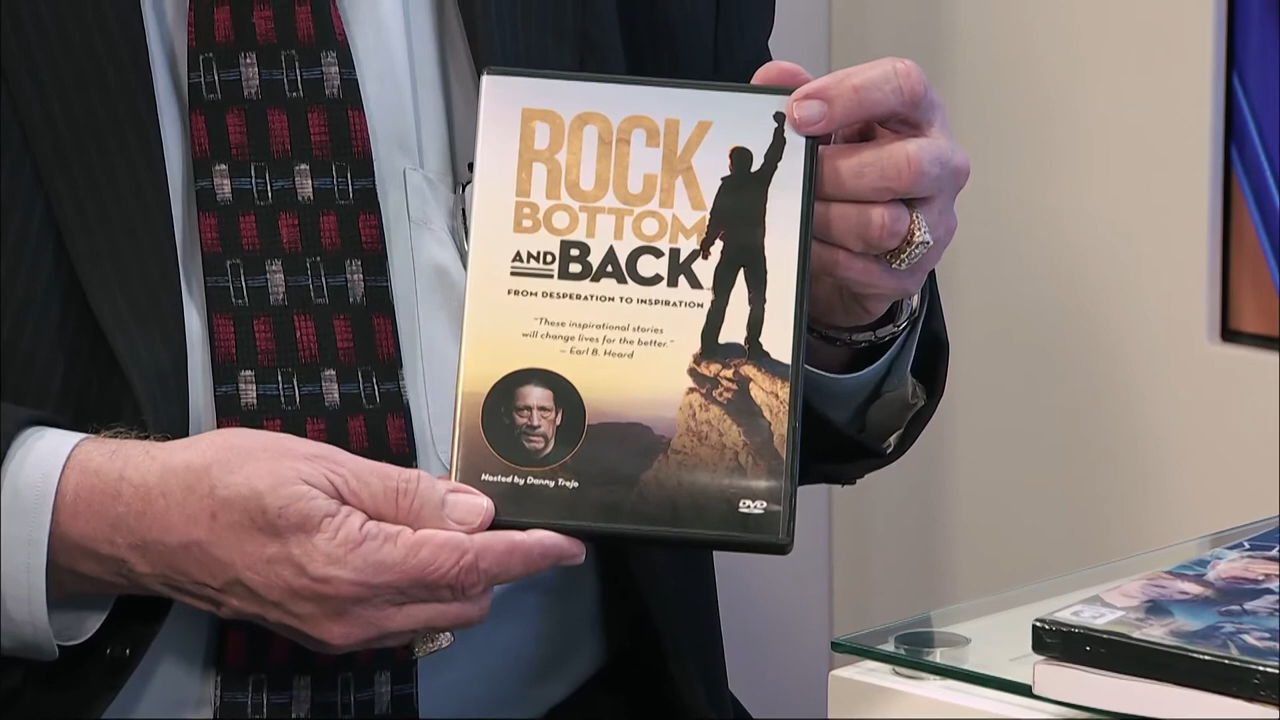 ROCK
BOTTOM
AND BACK
FROM DESPERATION TO INSPIRATION
"These inspirational stories
will change lives for the better."
– Earl B. Heard
Hosted by Danny Trejo
DVD